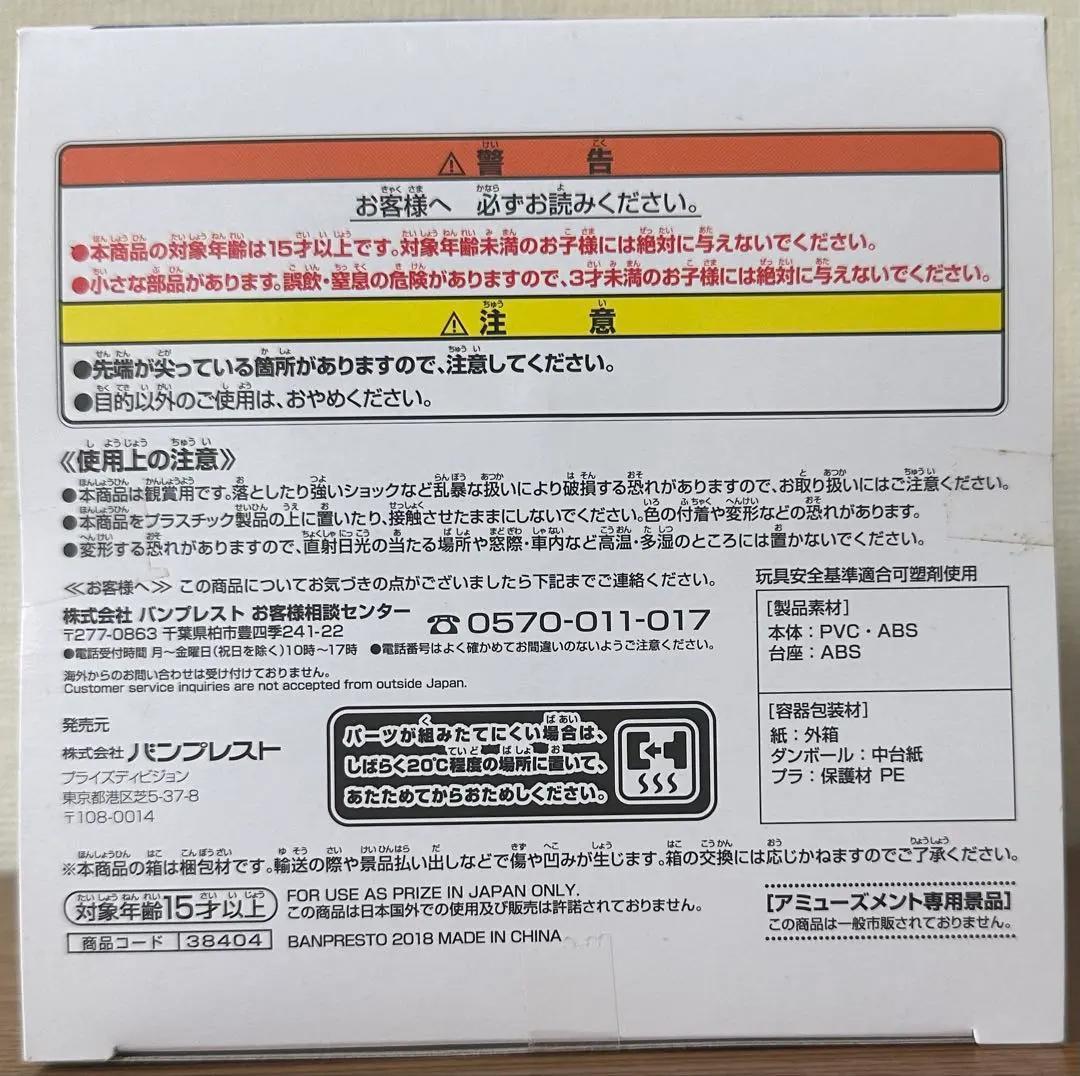 ⚠警告
お客様へ 必ずお読みください。
●本商品の対象年齢は15才以上です。対象年齢未満のお子様には絶対に与えないでください。
●小さな部品があります。誤飲・窒息の危険がありますので、3才未満のお子様には絶対に与えないでください。
⚠注意
●先端が尖っている箇所がありますので、注意してください。
●目的以外のご使用は、おやめください。
《使用上の注意》
●本商品は観賞用です。落としたり強いショックなど乱暴な扱いにより破損する恐れがありますので、お取り扱いにはご注意ください。
●本商品をプラスチック製品の上に置いたり、接触させたままにしないでください。色の付着や変形などの恐れがあります。
●変形する恐れがありますので、直射日光の当たる場所や窓際・車内など高温・多湿のところには置かないでください。
≪お客様へ≫ この商品についてお気づきの点がございましたら下記までご連絡ください。
株式会社 バンプレスト お客様相談センター
〒277-0863 千葉県柏市豊四季241-22
☎0570-011-017
●電話受付時間 月〜金曜日(祝日を除く)10時〜17時 ●電話番号はよく確かめてお間違いのないようご注意ください。
海外からのお問い合わせは受け付けておりません。
Customer service inquiries are not accepted from outside Japan.
玩具安全基準適合可塑剤使用
[製品素材]
本体:PVC・ABS
台座:ABS
[容器包装材]
紙:外箱
ダンボール:中台紙
プラ:保護材 PE
発売元
株式会社 バンプレスト
プライズディビジョン
東京都港区芝5-37-8
〒108-0014
パーツが組みたてにくい場合は、
しばらく20℃程度の場所に置いて、
あたためてからおためしください。
※本商品の箱は梱包材です。輸送の際や景品払い出しなどで傷や凹みが生じます。箱の交換には応じかねますのでご了承ください。
対象年齢15才以上
FOR USE AS PRIZE IN JAPAN ONLY.
この商品は日本国外での使用及び販売は許諾されておりません。
商品コード 38404
BANPRESTO 2018 MADE IN CHINA
[アミューズメント専用景品]
この商品は一般市販されておりません。